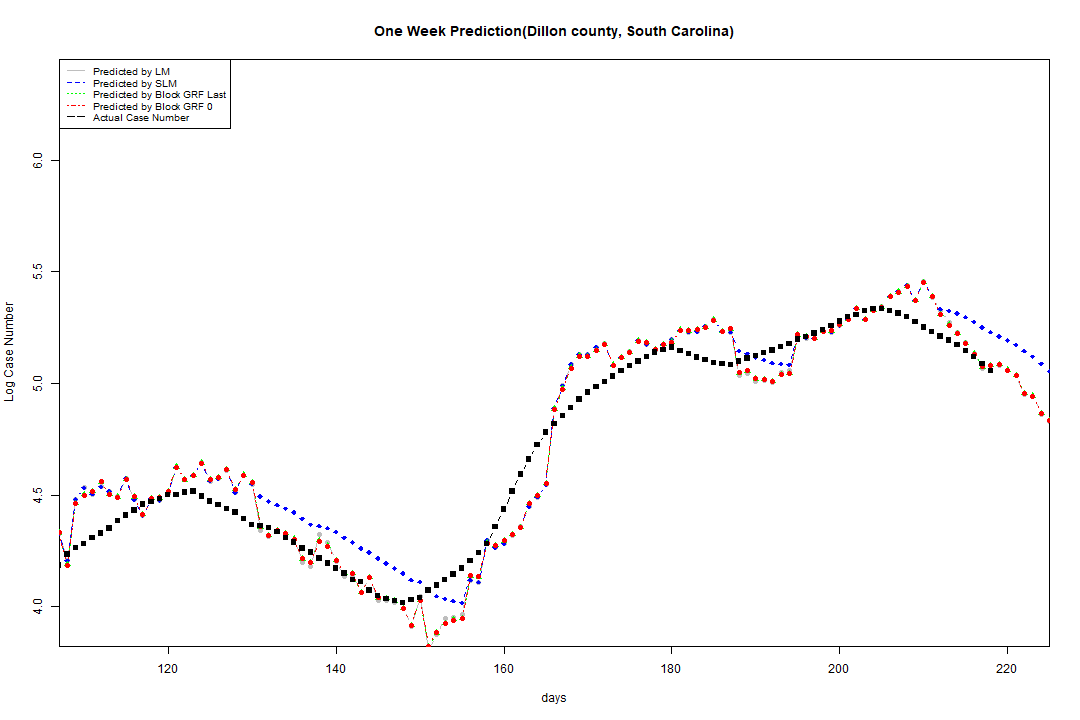 One Week Prediction(Dillon county, South Carolina)
Predicted by LM
Predicted by SLM
Predicted by Block GRF Last
Predicted by Block GRF 0
Actual Case Number
Log Case Number
6.0
5.5
5.0
4.5
4.0
120 140 160 180 200 220
days